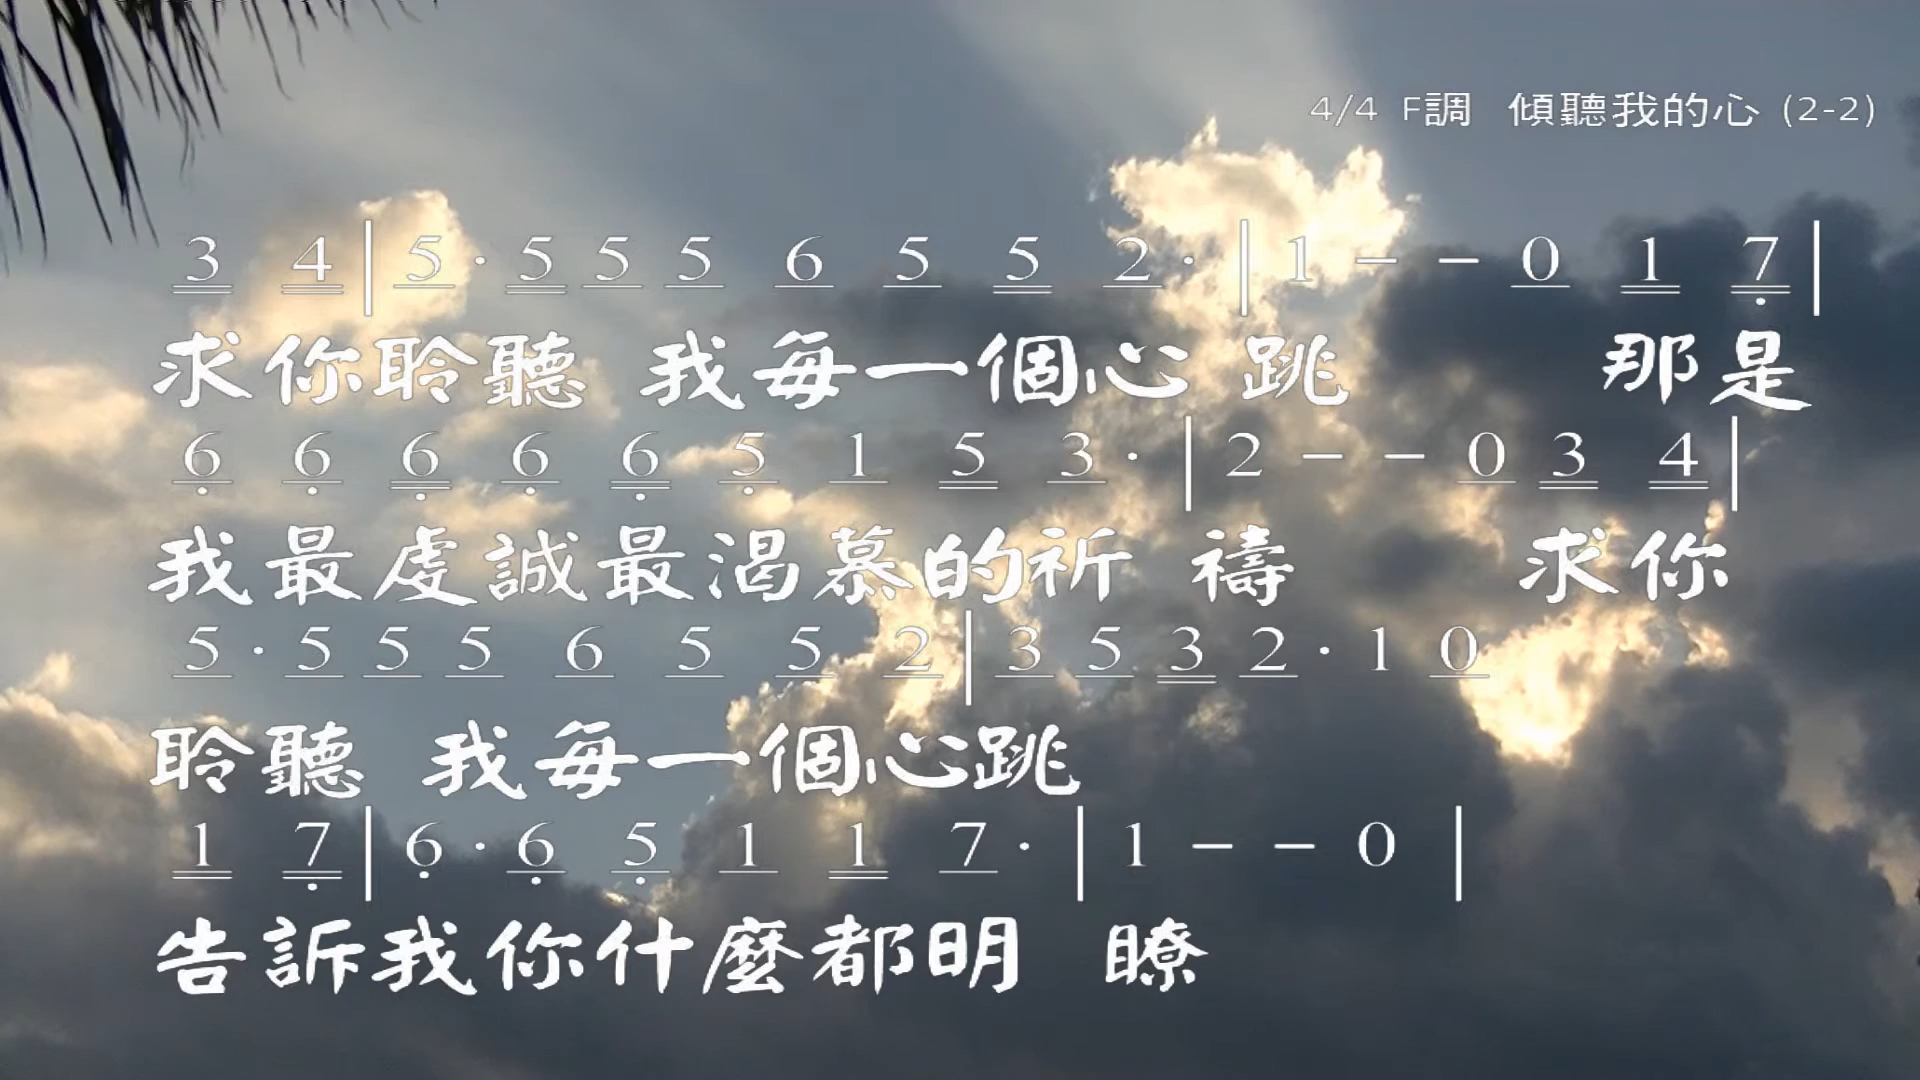 4/4 F調 傾聽我的心 (2-2)
3 4 | 5 · 5 5 5 6 5 5 2 · | 1 － － 0 1 7 |
求你聆聽 我每一個心 跳 那是
6 6 6 6 6 5 1 5 3 · | 2 － － 0 3 4 |
我最虔誠最渴慕的祈 禱 求你
5 · 5 5 5 6 5 5 2 | 3 5 3 2 · 1 0
聆聽 我每一個心跳
1 7 | 6 · 6 5 1 1 7 · | 1 － － 0 |
告訴我你什麼都明 瞭